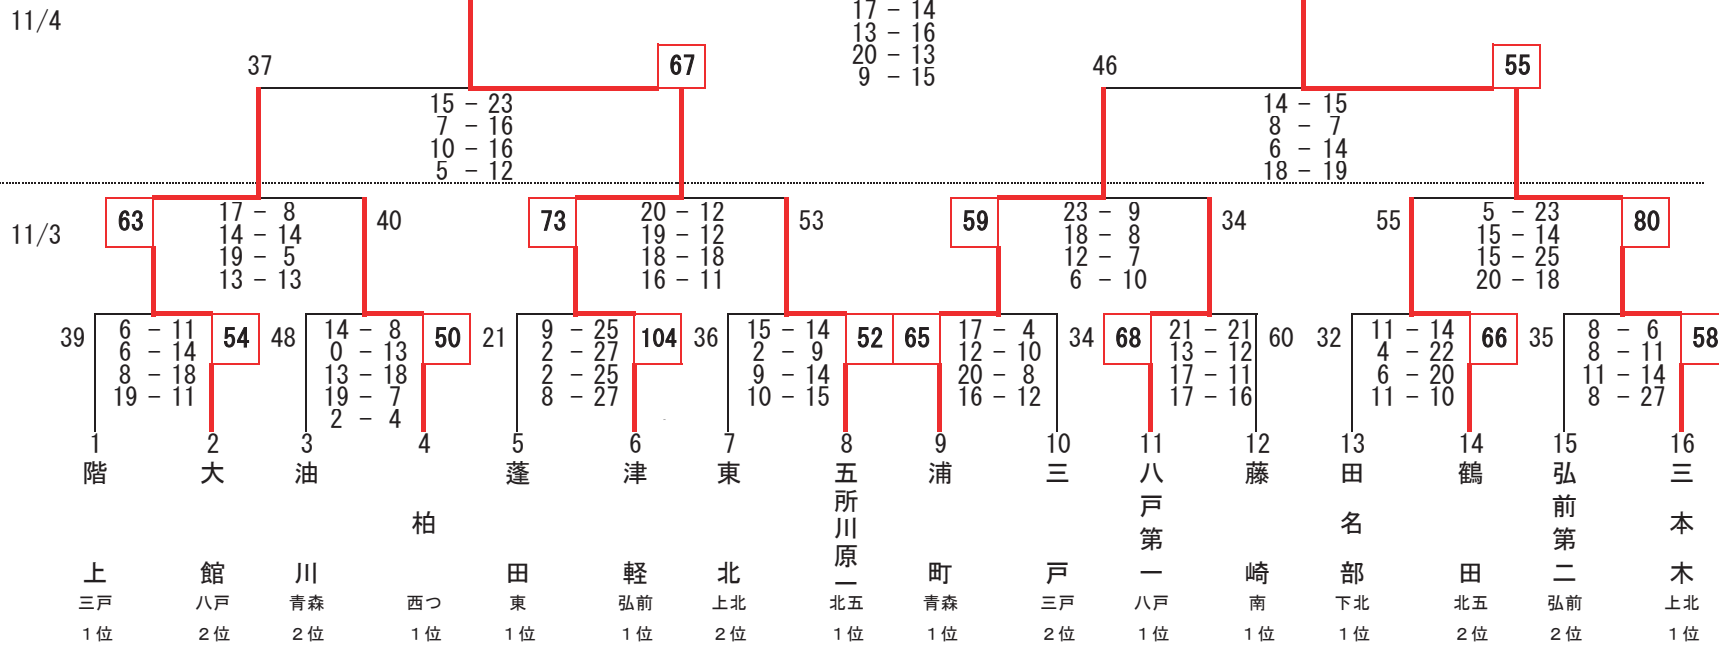 11/4
17 - 14
13 - 16
20 - 13
9 - 15
37
67
46
55
15 - 23
7 - 16
10 - 16
5 - 12
14 - 15
8 - 7
6 - 14
18 - 19
11/3
63
17 - 8
14 - 14
19 - 5
13 - 13
40
73
20 - 12
19 - 12
18 - 18
16 - 11
53
59
23 - 9
18 - 8
12 - 7
6 - 10
34
55
5 - 23
15 - 14
15 - 25
20 - 18
80
39
6 - 11
6 - 14
8 - 18
19 - 11
54
48
14 - 8
0 - 13
13 - 18
19 - 7
2 - 4
50
21
9 - 25
2 - 27
2 - 25
8 - 27
104
36
15 - 14
2 - 9
9 - 14
10 - 15
52
65
17 - 4
12 - 10
20 - 8
16 - 12
34
68
21 - 21
13 - 12
17 - 11
17 - 16
60
32
11 - 14
4 - 22
6 - 20
11 - 10
66
35
8 - 6
8 - 11
11 - 14
8 - 27
58
1 2 3 4 5 6 7 8 9 10 11 12 13 14 15 16
階上
大館
油川
柏
蓬田
津軽
東北
五所川原一
浦町
三戸
八戸第一
藤崎
田名部
鶴田
弘前第二
三本木
三戸 八戸 青森 西つ 東 弘前 上北 北五 青森 三戸 八戸 南 下北 北五 弘前 上北
1位 2位 2位 1位 1位 1位 2位 1位 1位 2位 1位 1位 1位 2位 2位 1位